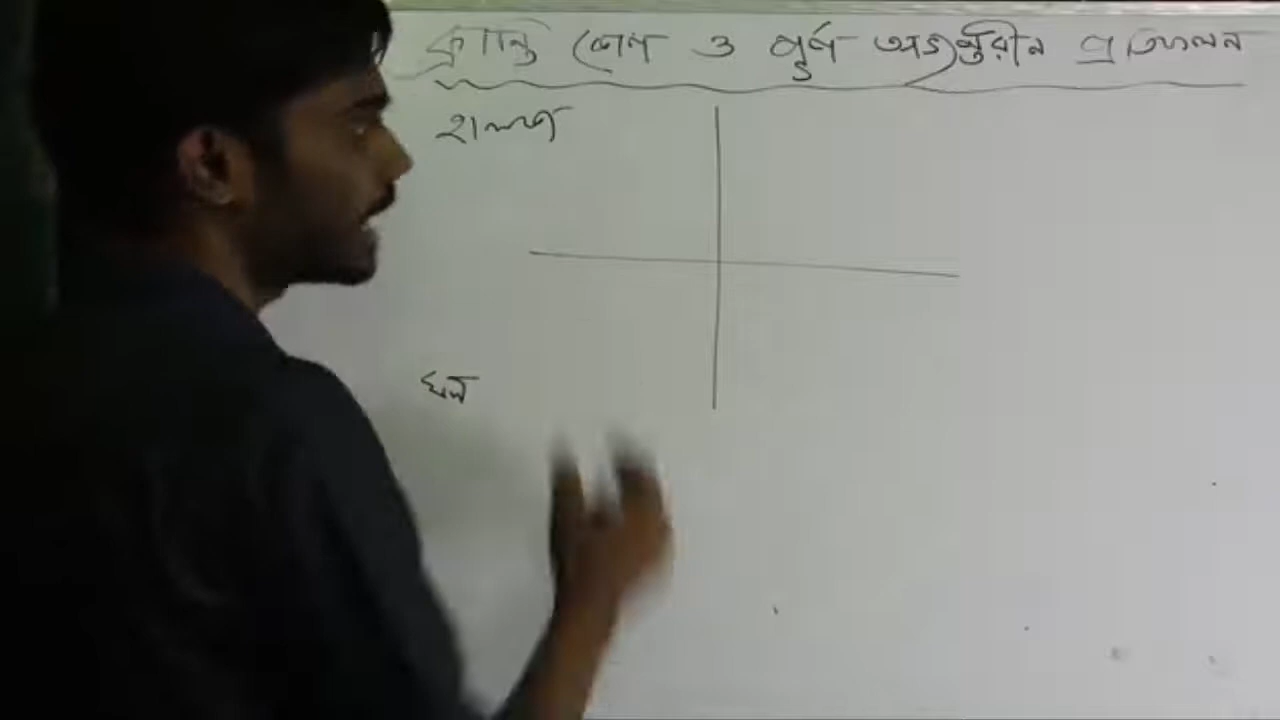 ক্রান্তি কোণ ও পূর্ণ অভ্যন্তরীন প্রতিফলন
হালকা
ঘন